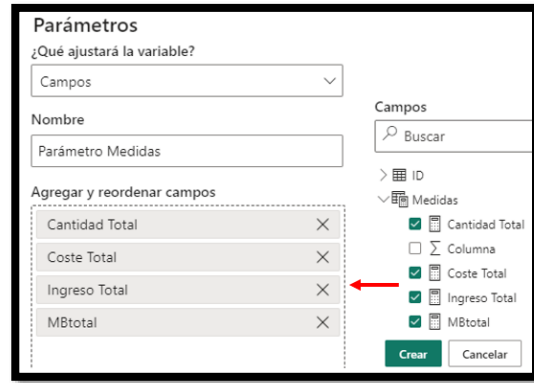 Parámetros
¿Qué ajustará la variable?
Campos
Nombre
Parámetro Medidas
Agregar y reordenar campos
Cantidad Total
Coste Total
Ingreso Total
MBtotal
Campos
Buscar
ID
Medidas
Cantidad Total
Columna
Coste Total
Ingreso Total
MBtotal
Crear
Cancelar